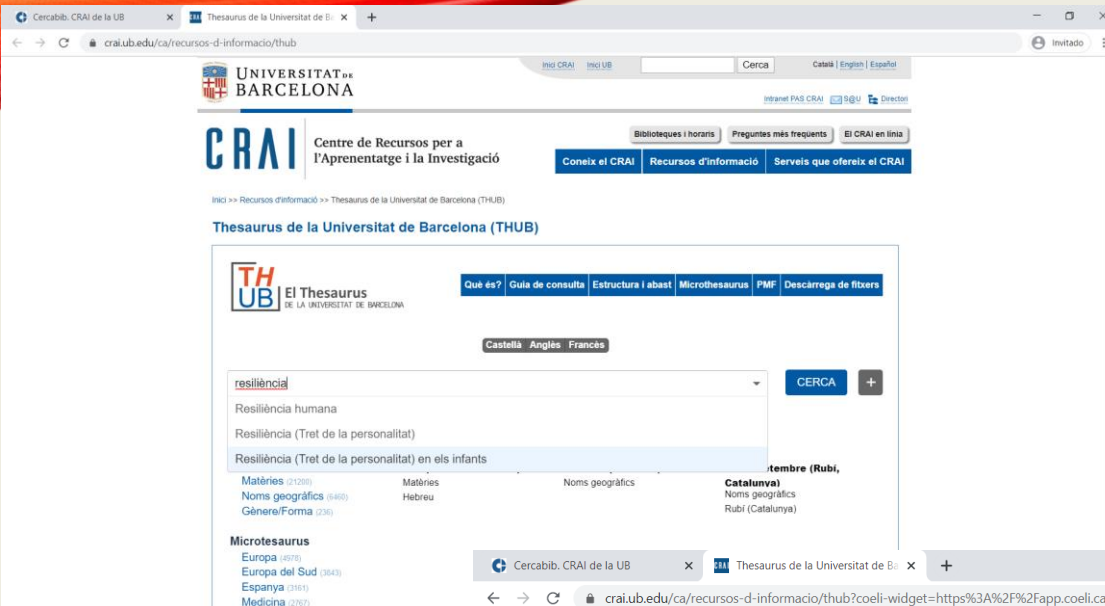 Cercabib. CRAI de la UB
Thesaurus de la Universitat de B
crai.ub.edu/ca/recursos-d-informacio/thub
Invitado
UNIVERSITAT DE
BARCELONA
Inici CRAI Inici UB
Cerca
Català | English | Español
Intranet PAS CRAI S@U Directori
CRAI
Centre de Recursos per a
l'Aprenentatge i la Investigació
Biblioteques i horaris Preguntes més freqüents El CRAI en línia
Coneix el CRAI Recursos d'informació Serveis que ofereix el CRAI
Inici >> Recursos d'informació >> Thesaurus de la Universitat de Barcelona (THUB)
Thesaurus de la Universitat de Barcelona (THUB)
THUB
El Thesaurus
DE LA UNIVERSITAT DE BARCELONA
Què és? Guia de consulta Estructura i abast Microthesaurus PMF Descàrrega de fitxers
Castellà Anglès Francès
resiliència
CERCA +
Resiliència humana
Resiliència (Tret de la personalitat)
Resiliència (Tret de la personalitat) en els infants
Matèries (21200)
Noms geogràfics (6460)
Gènere/Forma (236)
Matèries
Hebreu
Noms geogràfics
tembre (Rubí,
Catalunya)
Noms geogràfics
Rubí (Catalunya)
Microtesaurus
Europa (4978)
Europa del Sud (3643)
Espanya (3161)
Medicina (2767)
Cercabib. CRAI de la UB
Thesaurus de la Universitat de Ba
crai.ub.edu/ca/recursos-d-informacio/thub?coeli-widget=https%3A%2F%2Fapp.coeli.ca